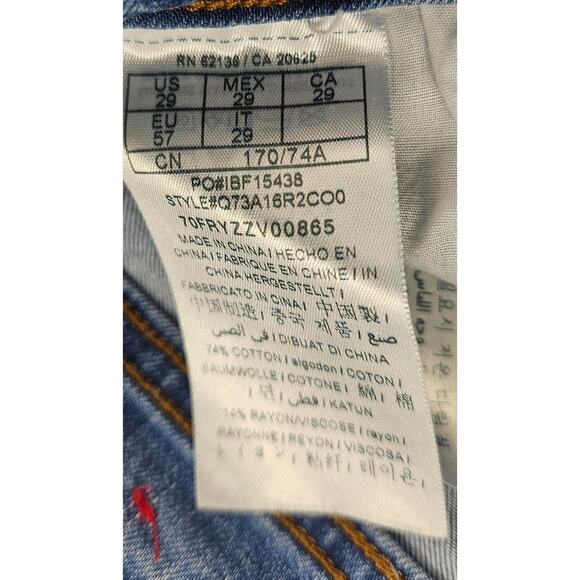 RN 62136 / CA 20625
US MEX CA
29 29 29
EU IT
57 29
CN 170/74A
PO#IBF15438
STYLE#Q73A16R2CO0
70FRYZZV00865
MADE IN CHINA I HECHO EN
CHINA I FABRIQUE EN CHINE I IN
CHINA HERGESTELLT I
FABBRICATO IN CINA I 中国製 I
中国制造 I 중국 제품 I صنع
في الصين I DIBUAT DI CHINA
74% COTTON I algodon I COTON I
BAUMWOLLE I COTONE I 綿 I 棉
I 면 I قطن I KATUN
14% RAYON/VISCOSE I rayon I
RAYONNE I REYON I VISCOSA I
レーヨン I 粘纤 I 레이온 I